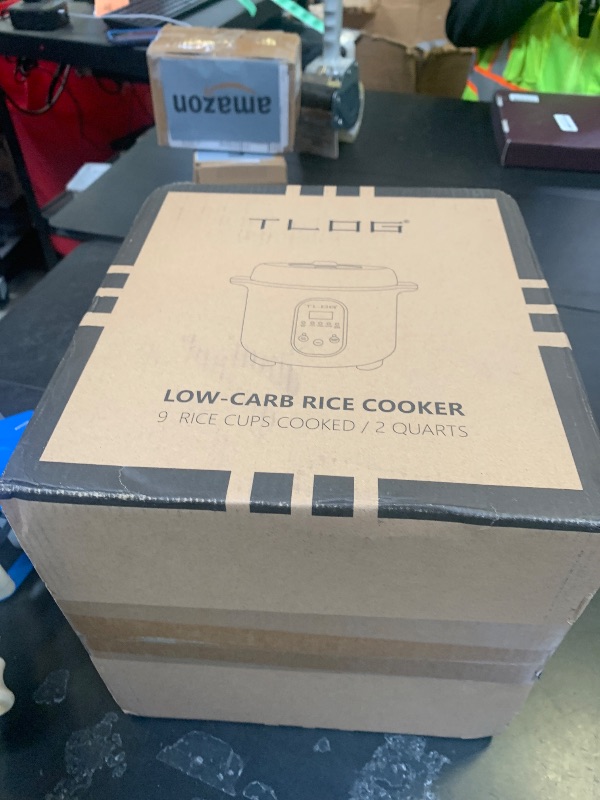 amazon
TLOG®
LOW-CARB RICE COOKER
9 RICE CUPS COOKED / 2 QUARTS